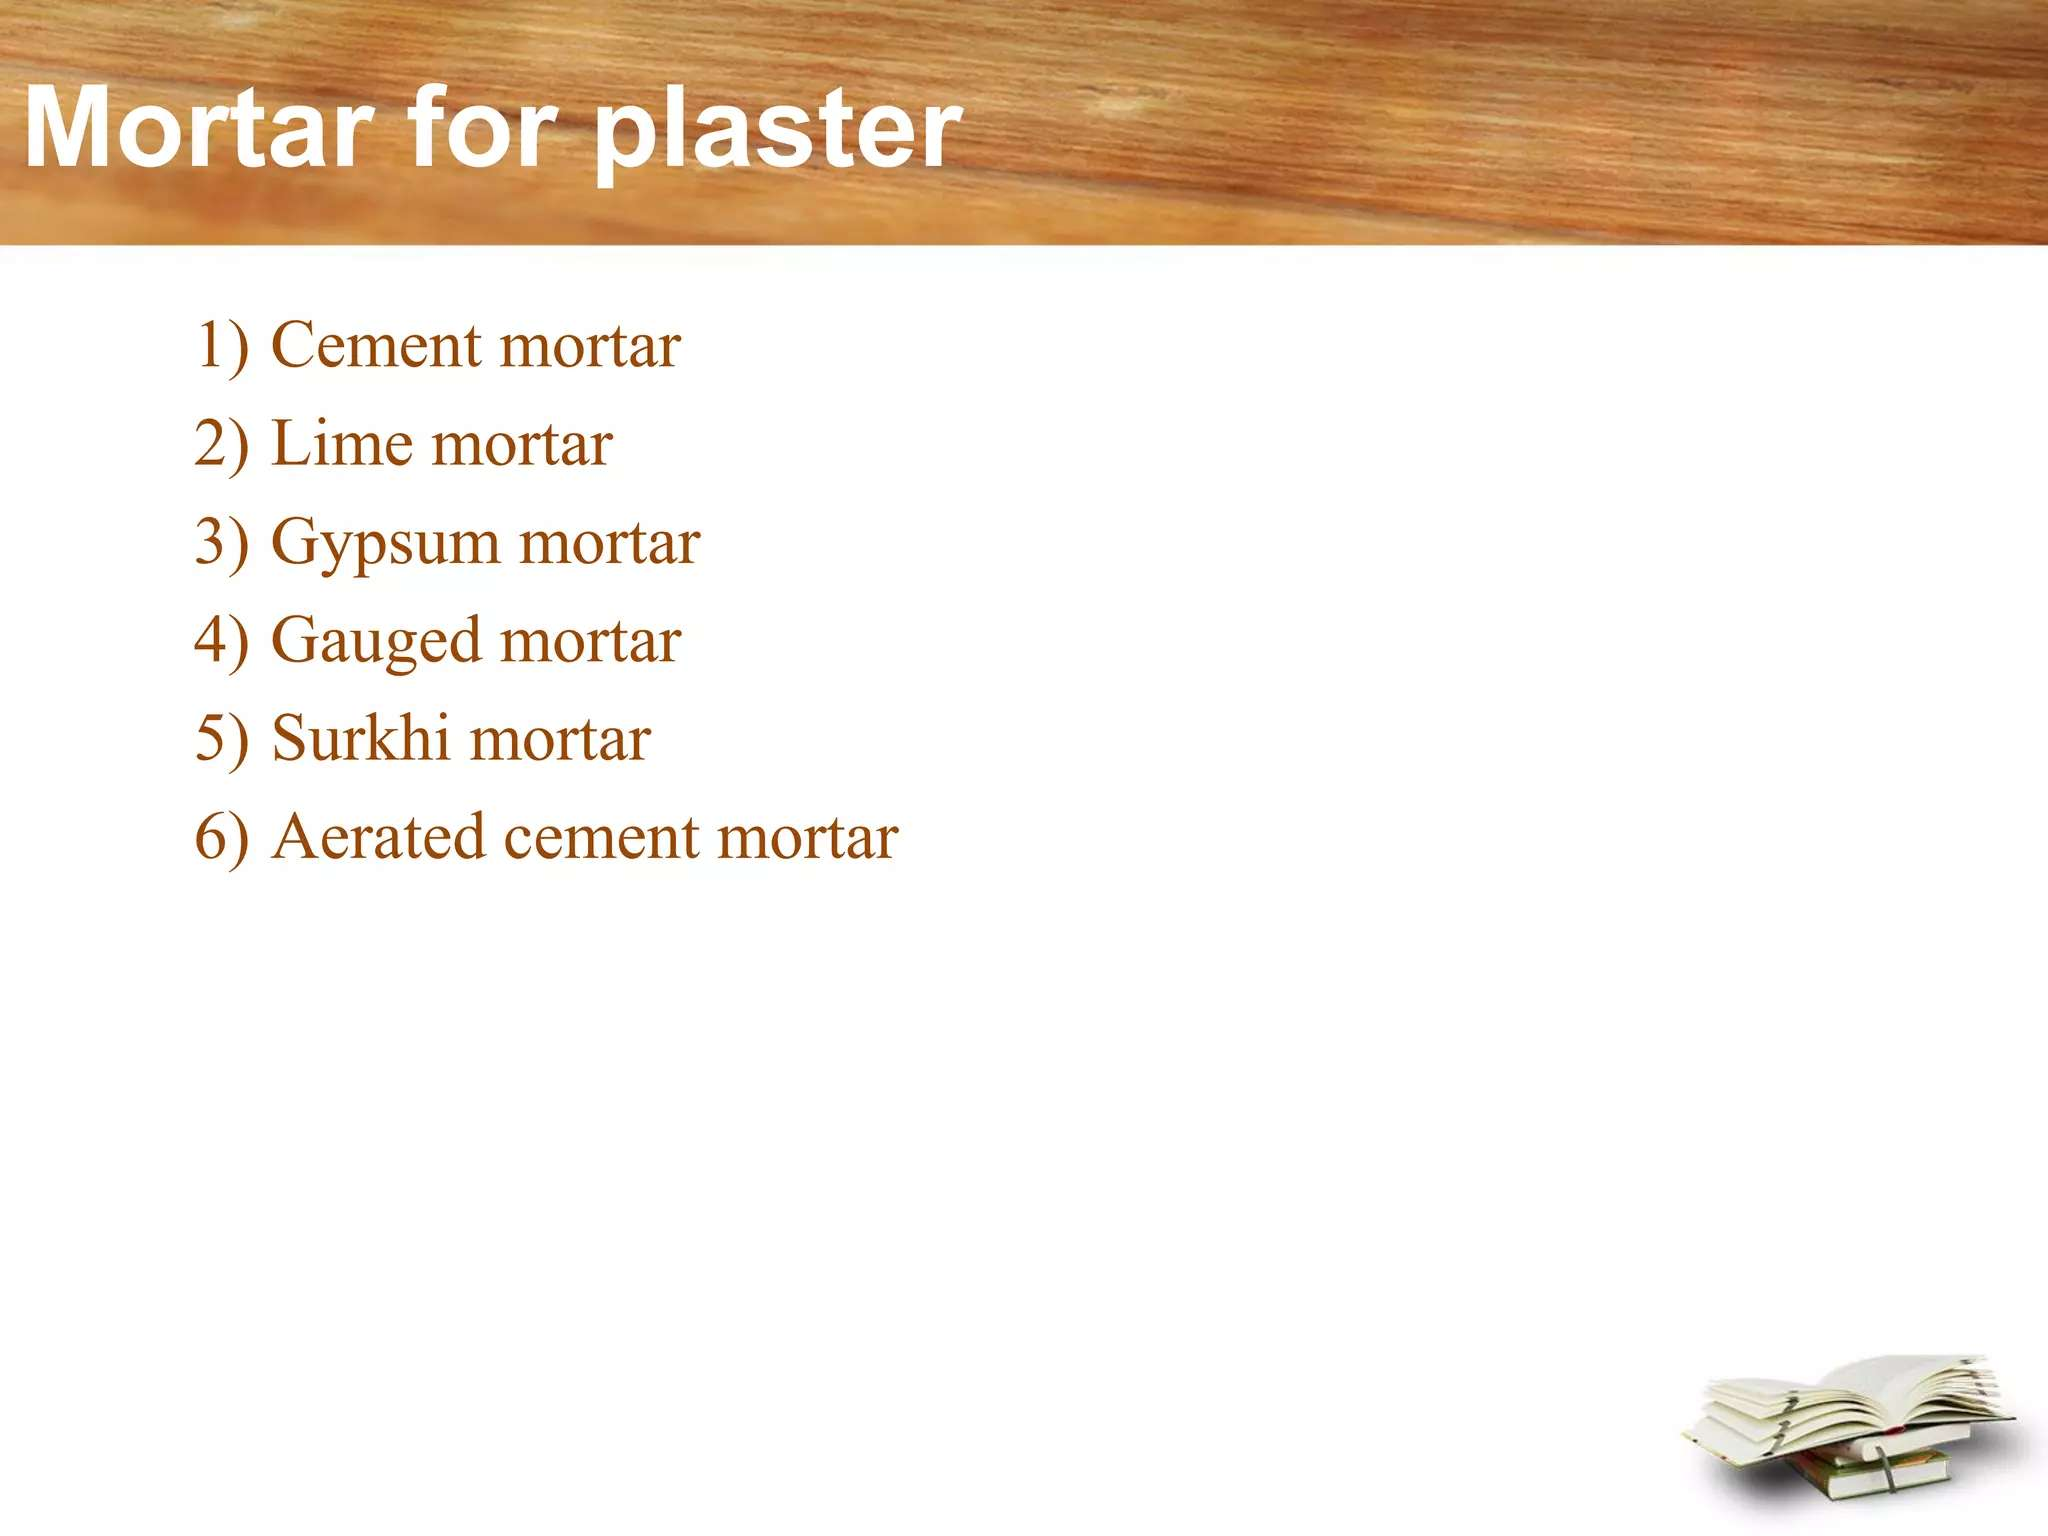 Mortar for plaster
1) Cement mortar
2) Lime mortar
3) Gypsum mortar
4) Gauged mortar
5) Surkhi mortar
6) Aerated cement mortar